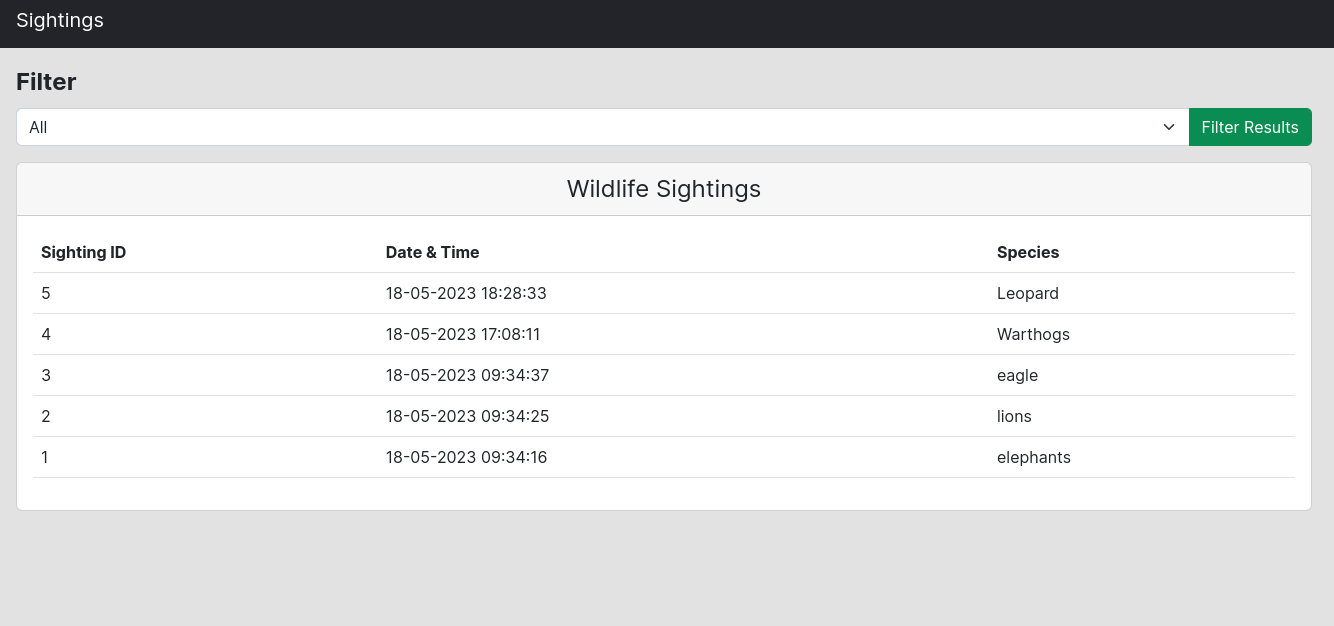 Sightings
Filter
All
Filter Results
Wildlife Sightings
Sighting ID Date & Time Species
5 18-05-2023 18:28:33 Leopard
4 18-05-2023 17:08:11 Warthogs
3 18-05-2023 09:34:37 eagle
2 18-05-2023 09:34:25 lions
1 18-05-2023 09:34:16 elephants